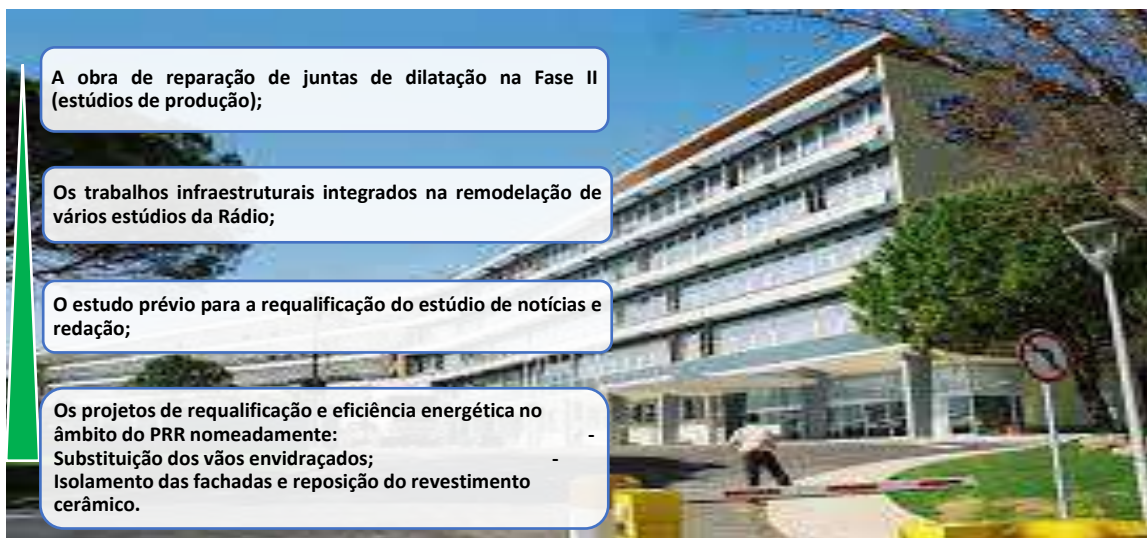 A obra de reparação de juntas de dilatação na Fase II
(estúdios de produção);
Os trabalhos infraestruturais integrados na remodelação de
vários estúdios da Rádio;
O estudo prévio para a requalificação do estúdio de notícias e
redação;
Os projetos de requalificação e eficiência energética no
âmbito do PRR nomeadamente: -
Substituição dos vãos envidraçados; -
Isolamento das fachadas e reposição do revestimento
cerâmico.